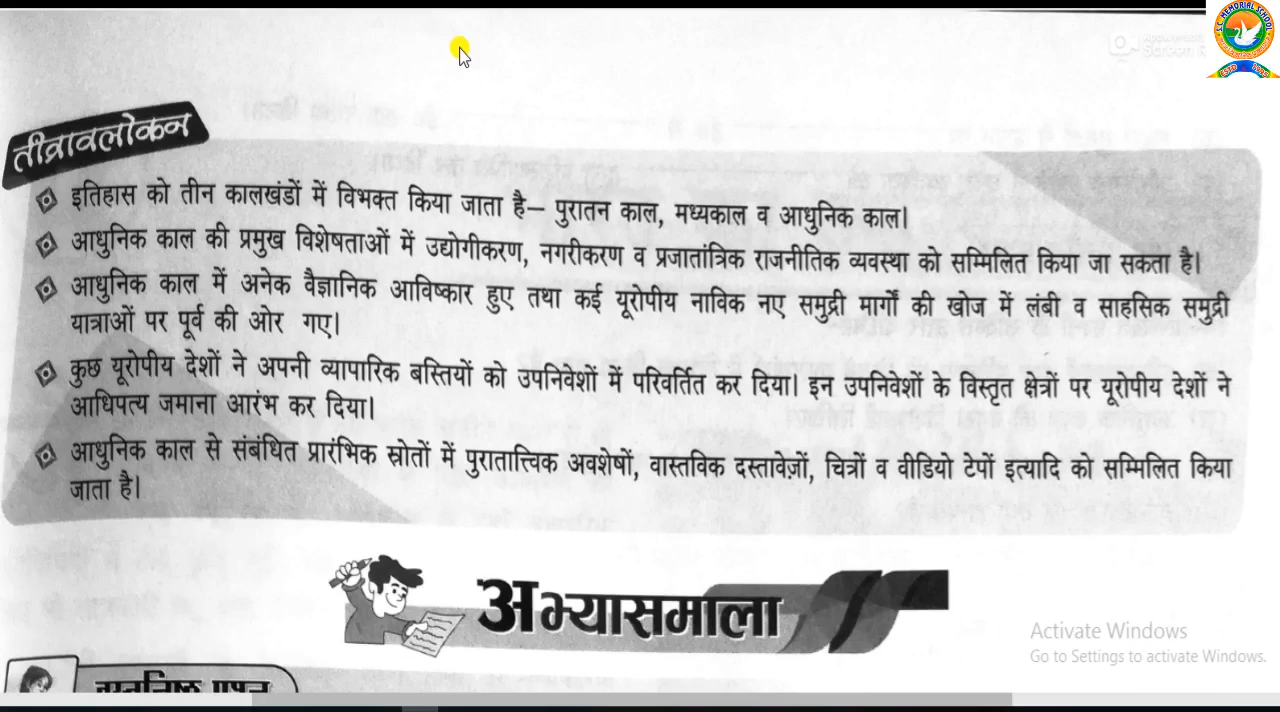 S.C. MEMORIAL SCHOOL
ESTD
तीव्रावलोकन
इतिहास को तीन कालखंडों में विभक्त किया जाता है– पुरातन काल, मध्यकाल व आधुनिक काल।
आधुनिक काल की प्रमुख विशेषताओं में उद्योगीकरण, नगरीकरण व प्रजातांत्रिक राजनीतिक व्यवस्था को सम्मिलित किया जा सकता है।
आधुनिक काल में अनेक वैज्ञानिक आविष्कार हुए तथा कई यूरोपीय नाविक नए समुद्री मार्गों की खोज में लंबी व साहसिक समुद्री
यात्राओं पर पूर्व की ओर गए।
कुछ यूरोपीय देशों ने अपनी व्यापारिक बस्तियों को उपनिवेशों में परिवर्तित कर दिया। इन उपनिवेशों के विस्तृत क्षेत्रों पर यूरोपीय देशों ने
आधिपत्य जमाना आरंभ कर दिया।
आधुनिक काल से संबंधित प्रारंभिक स्रोतों में पुरातात्त्विक अवशेषों, वास्तविक दस्तावेज़ों, चित्रों व वीडियो टेपों इत्यादि को सम्मिलित किया
जाता है।
अभ्यासमाला
Activate Windows
Go to Settings to activate Windows.